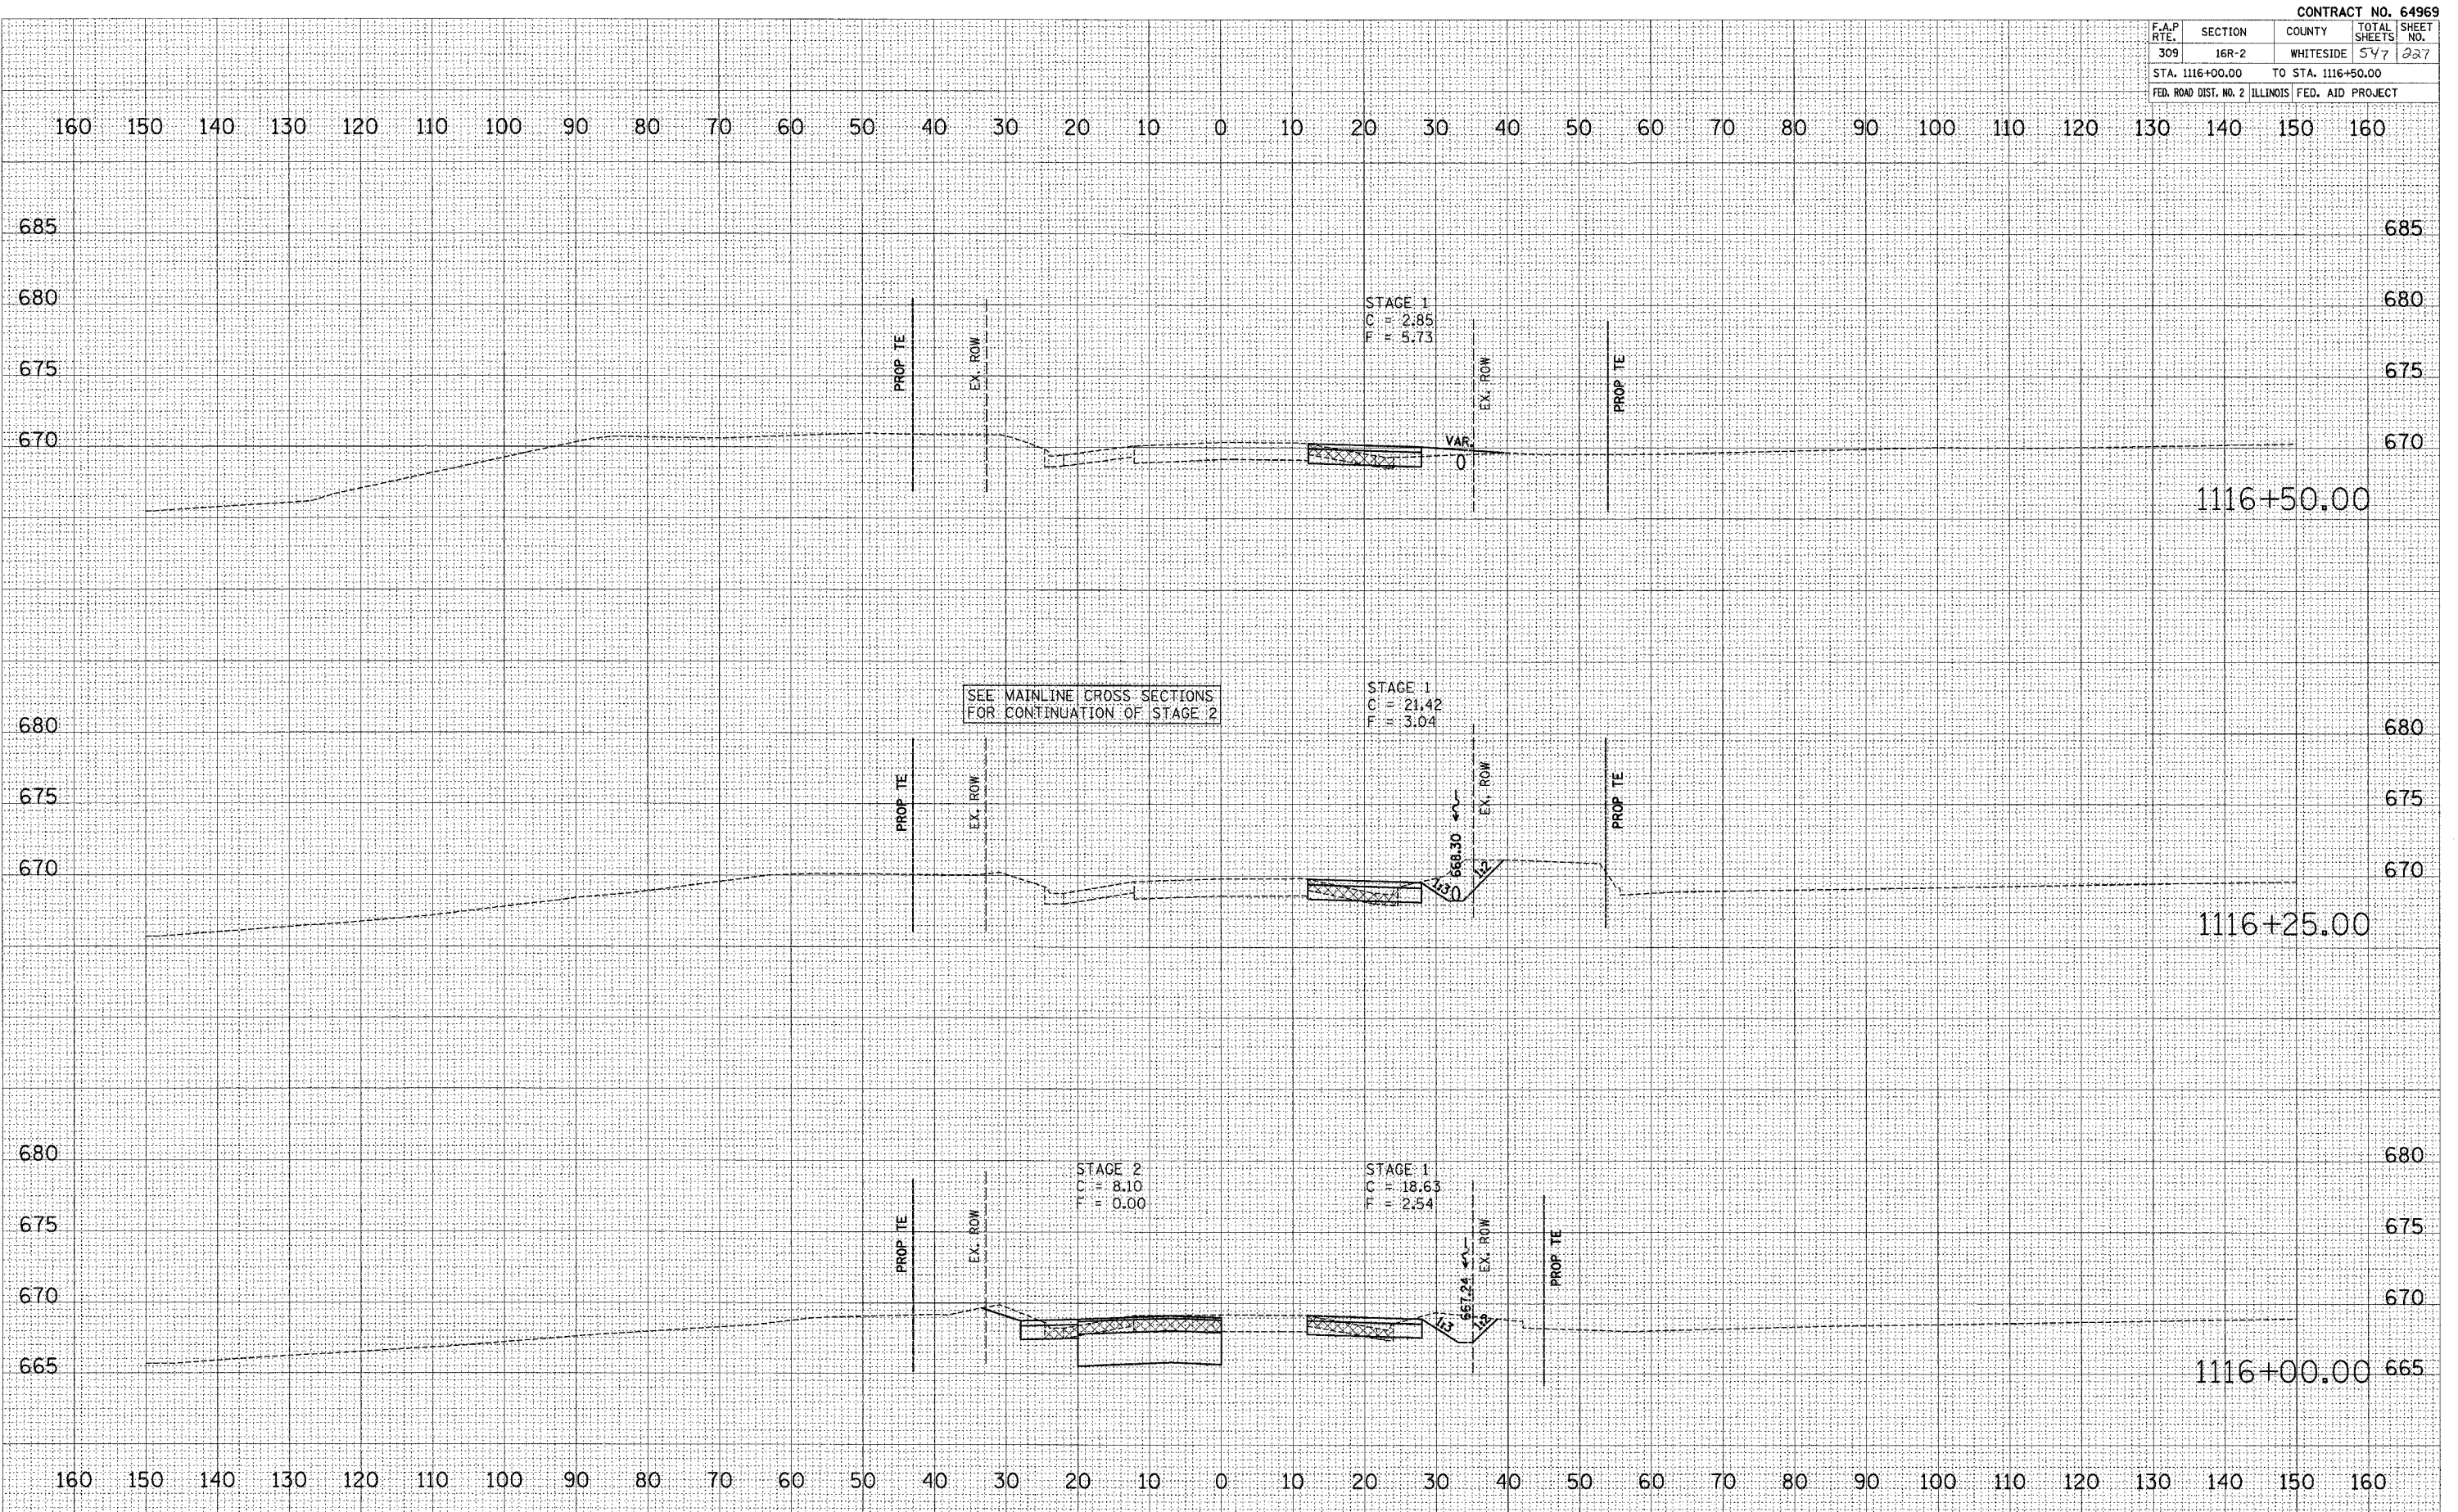 CONTRACT NO. 64969
F.A.P RTE. SECTION COUNTY TOTAL SHEETS SHEET NO.
309 16R-2 WHITESIDE 547 227
STA. 1116+00.00 TO STA. 1116+50.00
FED. ROAD DIST. NO. 2 ILLINOIS FED. AID PROJECT
160 150 140 130 120 110 100 90 80 70 60 50 40 30 20 10 0 10 20 30 40 50 60 70 80 90 100 110 120 130 140 150 160
685 685
680 680
STAGE 1
C = 2.85
F = 5.73
PROP TE
EX. ROW
EX. ROW
PROP TE
675 675
670 670
VAR.
0
1116+50.00
SEE MAINLINE CROSS SECTIONS
FOR CONTINUATION OF STAGE 2
STAGE 1
C = 21.42
F = 3.04
680 680
PROP TE
EX. ROW
EX. ROW
PROP TE
675 675
668.30
670 670
1:3
0
1:2
1116+25.00
680 680
STAGE 2
C = 8.10
F = 0.00
STAGE 1
C = 18.63
F = 2.54
PROP TE
EX. ROW
EX. ROW
PROP TE
675 675
667.24
670 670
1:3
1:2
665 1116+00.00 665
160 150 140 130 120 110 100 90 80 70 60 50 40 30 20 10 0 10 20 30 40 50 60 70 80 90 100 110 120 130 140 150 160